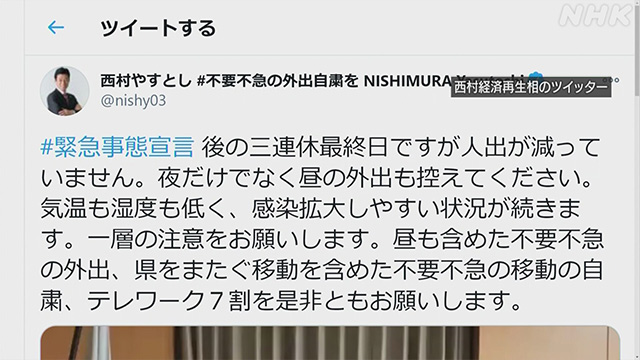 NHK
← ツイートする
西村やすとし #不要不急の外出自粛を NISHIMURA
西村経済再生相のツイッター
@nishy03
#緊急事態宣言 後の三連休最終日ですが人出が減って
いません。夜だけでなく昼の外出も控えてください。
気温も湿度も低く、感染拡大しやすい状況が続きま
す。一層の注意をお願いします。昼も含めた不要不急
の外出、県をまたぐ移動を含めた不要不急の移動の自
粛、テレワーク７割を是非ともお願いします。